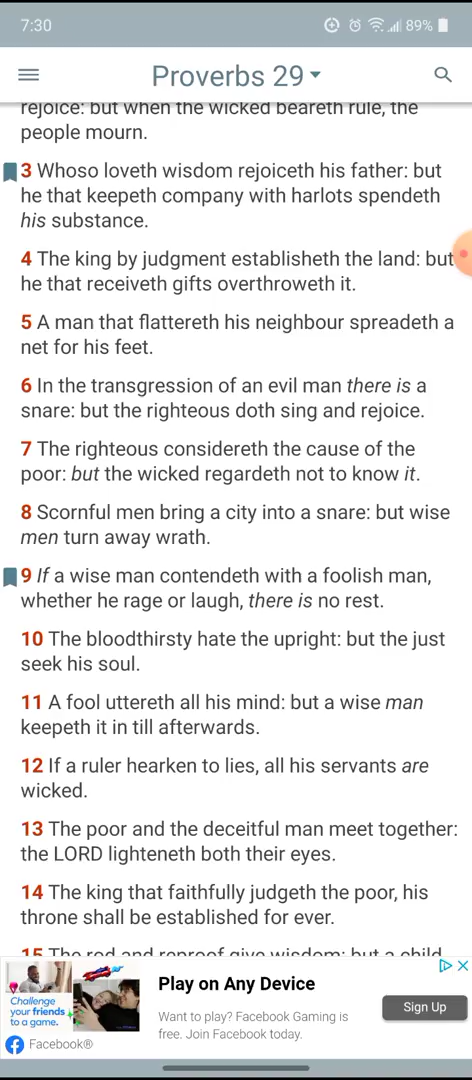 7:30
89%
Proverbs 29
rejoice: but when the wicked beareth rule, the
people mourn.
3 Whoso loveth wisdom rejoiceth his father: but
he that keepeth company with harlots spendeth
his substance.
4 The king by judgment establisheth the land: but
he that receiveth gifts overthroweth it.
5 A man that flattereth his neighbour spreadeth a
net for his feet.
6 In the transgression of an evil man there is a
snare: but the righteous doth sing and rejoice.
7 The righteous considereth the cause of the
poor: but the wicked regardeth not to know it.
8 Scornful men bring a city into a snare: but wise
men turn away wrath.
9 If a wise man contendeth with a foolish man,
whether he rage or laugh, there is no rest.
10 The bloodthirsty hate the upright: but the just
seek his soul.
11 A fool uttereth all his mind: but a wise man
keepeth it in till afterwards.
12 If a ruler hearken to lies, all his servants are
wicked.
13 The poor and the deceitful man meet together:
the LORD lighteneth both their eyes.
14 The king that faithfully judgeth the poor, his
throne shall be established for ever.
15 The rod and reproof give wisdom: but a child
Challenge
your friends
to a game.
Facebook®
Play on Any Device
Want to play? Facebook Gaming is
free. Join Facebook today.
Sign Up